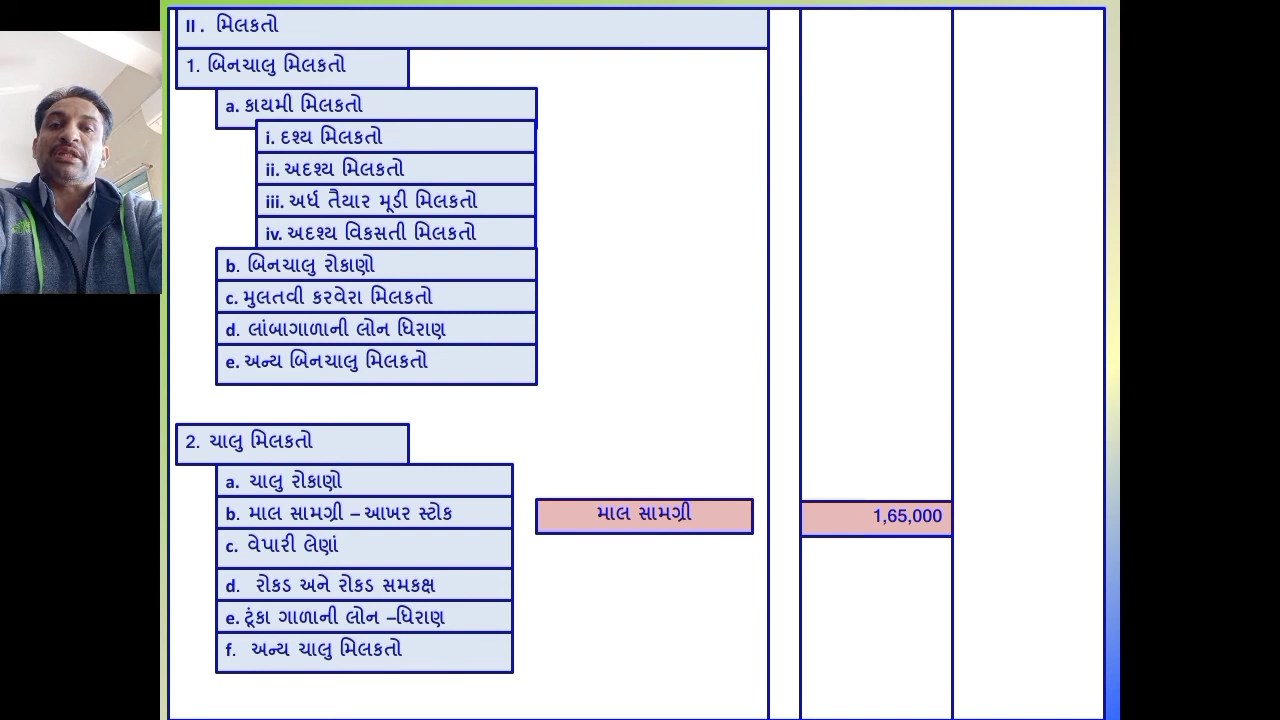 II . મિલકતો
1. બિનચાલુ મિલકતો
a. કાયમી મિલકતો
i. દશ્ય મિલકતો
ii. અદશ્ય મિલકતો
iii. અર્ધ તૈયાર મૂડી મિલકતો
iv. અદશ્ય વિકસતી મિલકતો
b. બિનચાલુ રોકાણો
c. મુલતવી કરવેરા મિલકતો
d. લાંબાગાળાની લોન ધિરાણ
e. અન્ય બિનચાલુ મિલકતો
2. ચાલુ મિલકતો
a. ચાલુ રોકાણો
b. માલ સામગ્રી – આખર સ્ટોક માલ સામગ્રી 1,65,000
c. વેપારી લેણાં
d. રોકડ અને રોકડ સમકક્ષ
e. ટૂંકા ગાળાની લોન –ધિરાણ
f. અન્ય ચાલુ મિલકતો